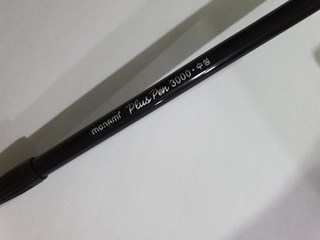 monami Plus Pen 3000 · 수성